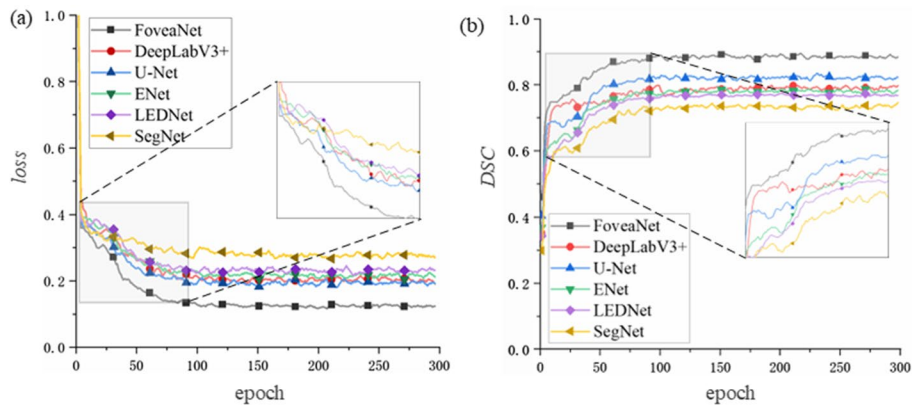 (a)
FoveaNet
DeepLabV3+
U-Net
ENet
LEDNet
SegNet
loss
1.0
0.8
0.6
0.4
0.2
0.0
0 50 100 150 200 250 300
epoch
(b)
DSC
1.0
0.8
0.6
0.4
0.2
0.0
FoveaNet
DeepLabV3+
U-Net
ENet
LEDNet
SegNet
0 50 100 150 200 250 300
epoch